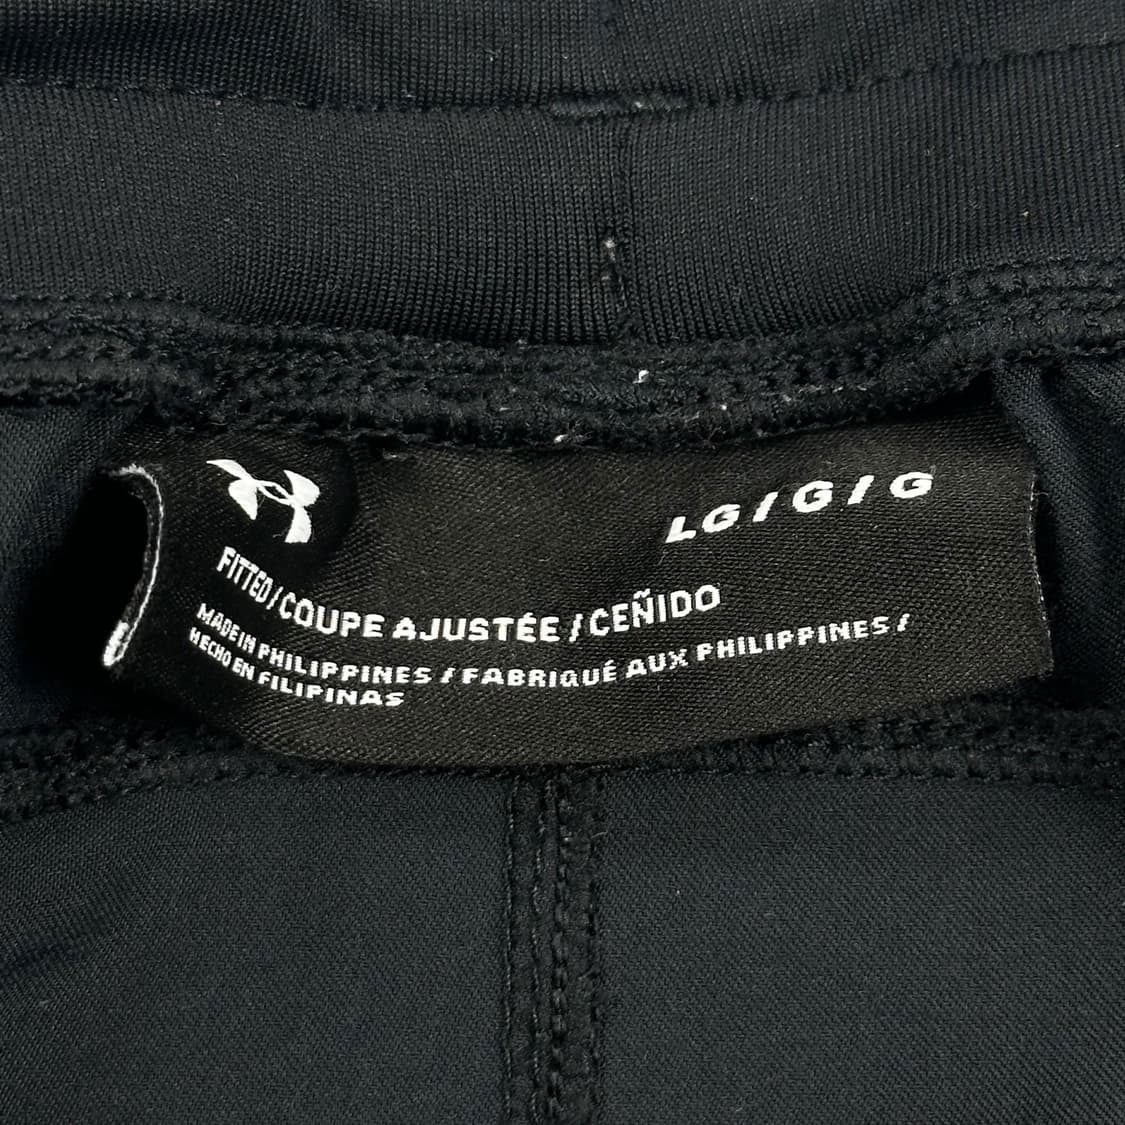 LG / G / G
FITTED / COUPE AJUSTÉE / CEÑIDO
MADE IN PHILIPPINES / FABRIQUÉ AUX PHILIPPINES /
HECHO EN FILIPINAS